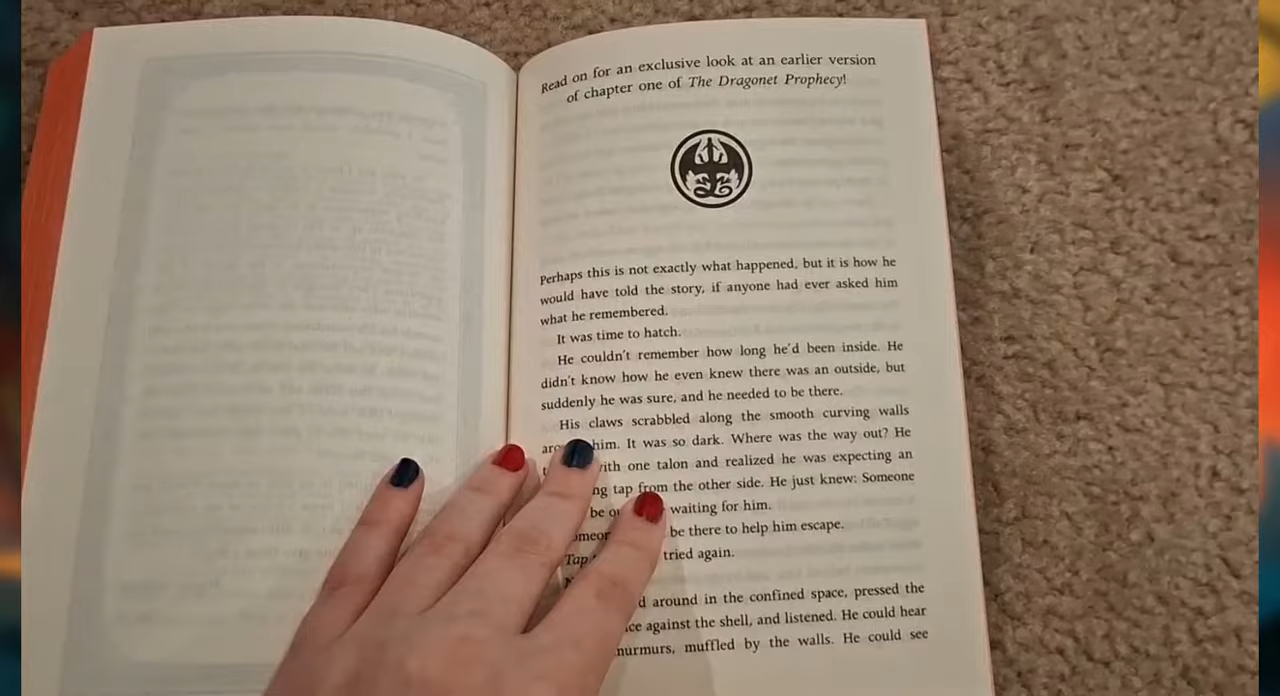 Read on for an exclusive look at an earlier version
of chapter one of The Dragonet Prophecy!
Perhaps this is not exactly what happened, but it is how he
would have told the story, if anyone had ever asked him
what he remembered.
It was time to hatch.
He couldn't remember how long he'd been inside. He
didn't know how he even knew there was an outside, but
suddenly he was sure, and he needed to be there.
His claws scrabbled along the smooth curving walls
him. It was so dark. Where was the way out? He
with one talon and realized he was expecting an
tap from the other side. He just knew: Someone
be waiting for him.
be there to help him escape.
Tap tried again.
around in the confined space, pressed the
against the shell, and listened. He could hear
murmurs, muffled by the walls. He could see